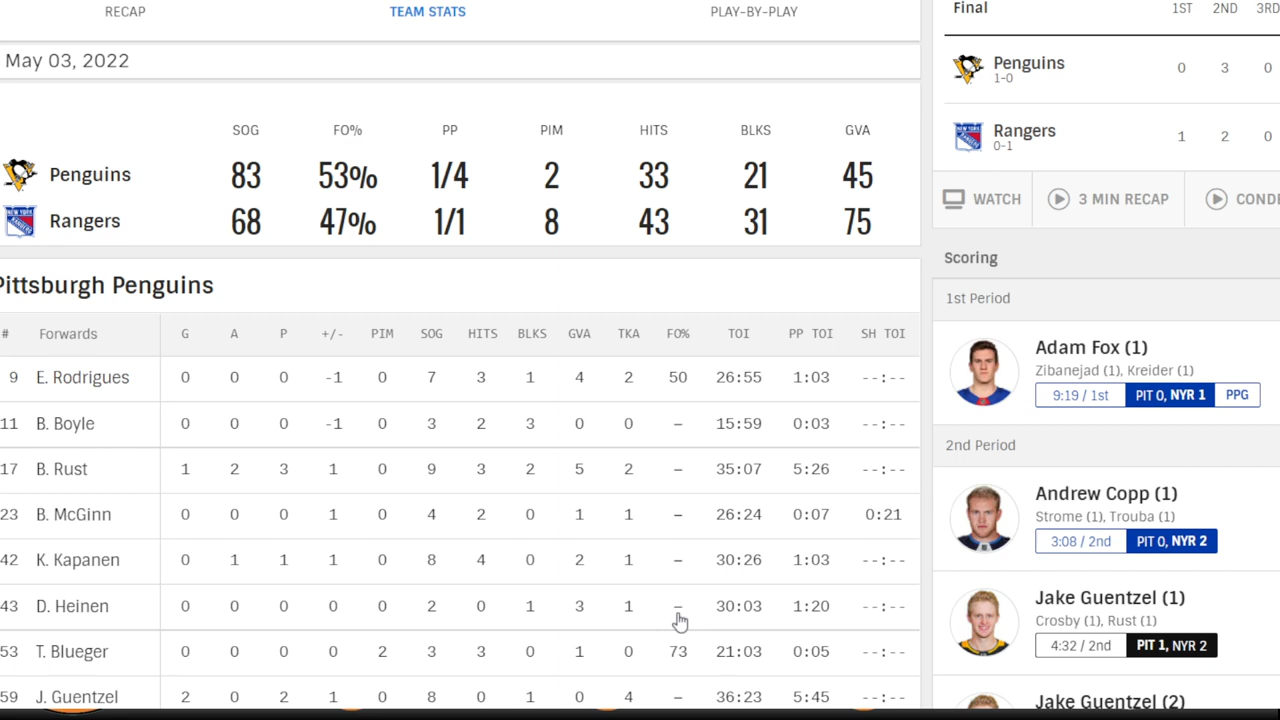 RECAP TEAM STATS PLAY-BY-PLAY
May 03, 2022
SOG FO% PP PIM HITS BLKS GVA
Penguins 83 53% 1/4 2 33 21 45
NEW YORK RANGERS Rangers 68 47% 1/1 8 43 31 75
Pittsburgh Penguins
# Forwards G A P +/- PIM SOG HITS BLKS GVA TKA FO% TOI PP TOI SH TOI
9 E. Rodrigues 0 0 -1 0 7 3 1 4 2 50 26:55 1:03 --:--
11 B. Boyle 0 0 0 -1 0 3 2 3 0 0 – 15:59 0:03 --:--
17 B. Rust 1 2 3 1 0 9 3 2 5 2 – 35:07 5:26 --:--
23 B. McGinn 0 0 0 1 0 4 2 0 1 1 – 26:24 0:07 0:21
42 K. Kapanen 0 1 1 1 0 8 4 0 2 1 – 30:26 1:03 --:--
43 D. Heinen 0 0 0 0 0 2 0 1 3 1 – 30:03 1:20 --:--
53 T. Blueger 0 0 0 0 2 3 3 0 1 0 73 21:03 0:05 --:--
59 J. Guentzel 2 0 2 1 0 8 0 1 0 4 – 36:23 5:45 --:--
Final 1ST 2ND 3RD
Penguins 0 3 0
1-0
NEW YORK RANGERS Rangers 1 2 0
0-1
WATCH 3 MIN RECAP CONDE
Scoring
1st Period
Adam Fox (1)
Zibanejad (1), Kreider (1)
9:19 / 1st PIT 0, NYR 1 PPG
2nd Period
Andrew Copp (1)
Strome (1), Trouba (1)
3:08 / 2nd PIT 0, NYR 2
Jake Guentzel (1)
Crosby (1), Rust (1)
4:32 / 2nd PIT 1, NYR 2
Jake Guentzel (2)